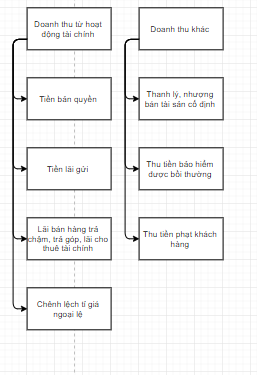 Doanh thu từ hoạt
động tài chính
Tiền bản quyền
Tiền lãi gửi
Lãi bán hàng trả
chậm, trả góp, lãi cho
thuê tài chính
Chênh lệch tỉ giá
ngoại lệ
Doanh thu khác
Thanh lý, nhượng
bán tài sản cố định
Thu tiền bảo hiểm
được bồi thường
Thu tiền phạt khách
hàng